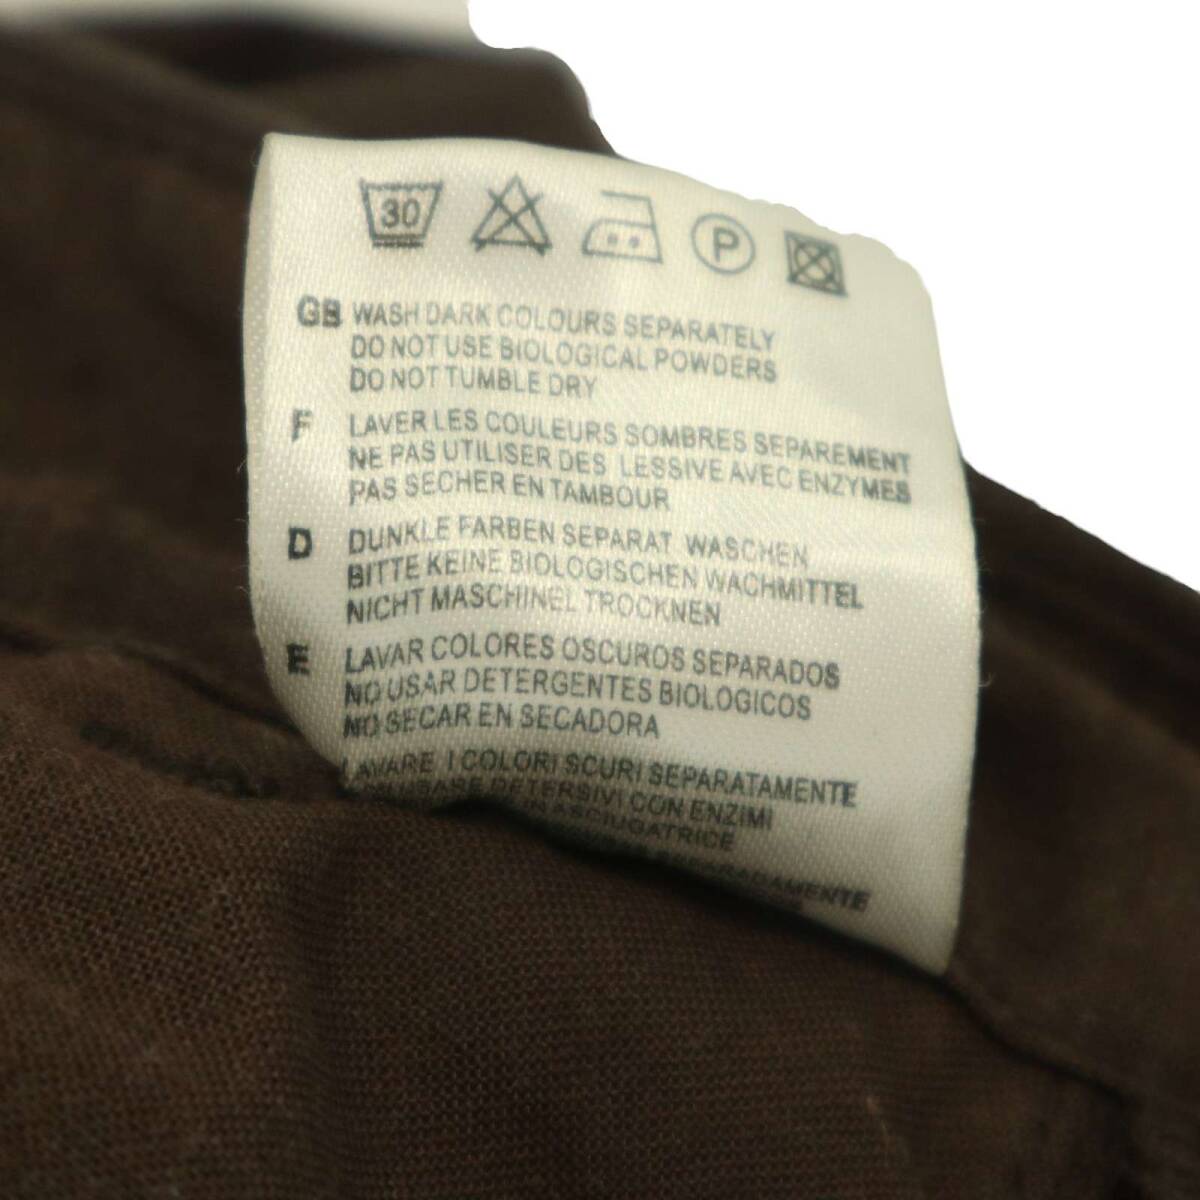 30 P
GB WASH DARK COLOURS SEPARATELY
DO NOT USE BIOLOGICAL POWDERS
DO NOT TUMBLE DRY
F LAVER LES COULEURS SOMBRES SEPAREMENT
NE PAS UTILISER DES LESSIVE AVEC ENZYMES
PAS SECHER EN TAMBOUR
D DUNKLE FARBEN SEPARAT WASCHEN
BITTE KEINE BIOLOGISCHEN WACHMITTEL
NICHT MASCHINEL TROCKNEN
E LAVAR COLORES OSCUROS SEPARADOS
NO USAR DETERGENTES BIOLOGICOS
NO SECAR EN SECADORA
LAVARE I COLORI SCURI SEPARATAMENTE
USARE DETERSIVI CON ENZIMI